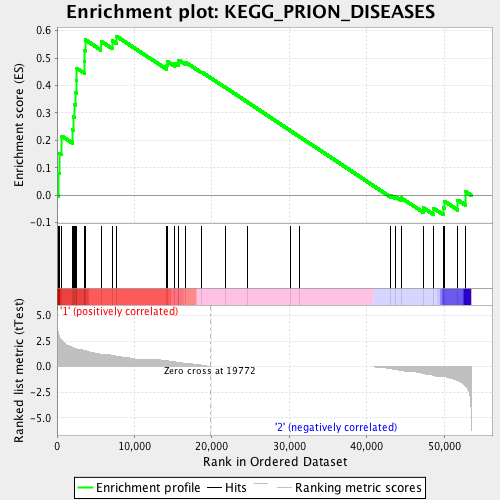 Enrichment plot: KEGG_PRION_DISEASES
Enrichment score (ES)
0.6
0.5
0.4
0.3
0.2
0.1
0.0
-0.1
'1' (positively correlated)
Ranked list metric (tTest)
5.0
2.5
0.0
-2.5
-5.0
Zero cross at 19772
'2' (negatively correlated)
0
10,000
20,000
30,000
40,000
50,000
Rank in Ordered Dataset
Enrichment profile
Hits
Ranking metric scores